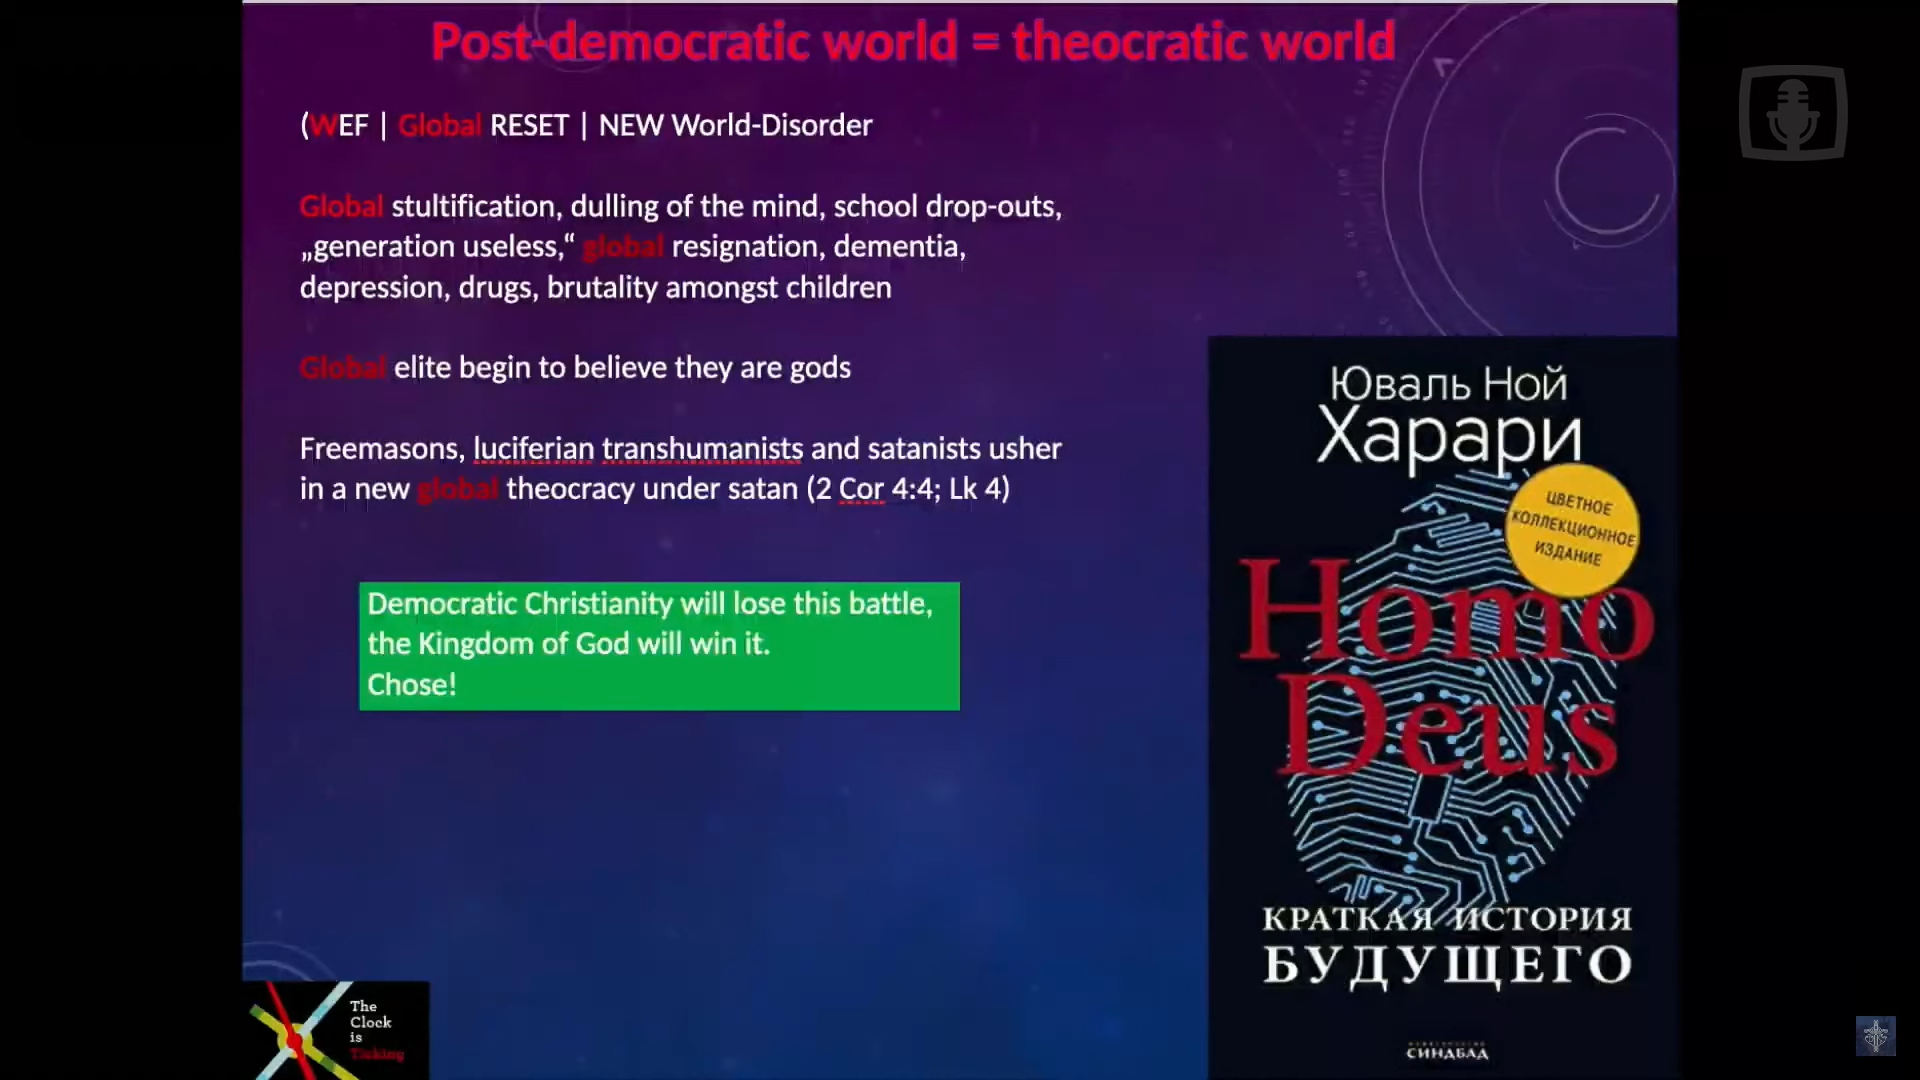 Post-democratic world = theocratic world
(WEF | Global RESET | NEW World-Disorder
Global stultification, dulling of the mind, school drop-outs,
„generation useless,“ global resignation, dementia,
depression, drugs, brutality amongst children
Global elite begin to believe they are gods
Freemasons, luciferian transhumanists and satanists usher
in a new global theocracy under satan (2 Cor 4:4; Lk 4)
Democratic Christianity will lose this battle,
the Kingdom of God will win it.
Chose!
Юваль Ной
Харари
ЦВЕТНОЕ
КОЛЛЕКЦИОННОЕ
ИЗДАНИЕ
Homo
Deus
КРАТКАЯ ИСТОРИЯ
БУДУЩЕГО
СИНДБАД
The
Clock
is
Ticking